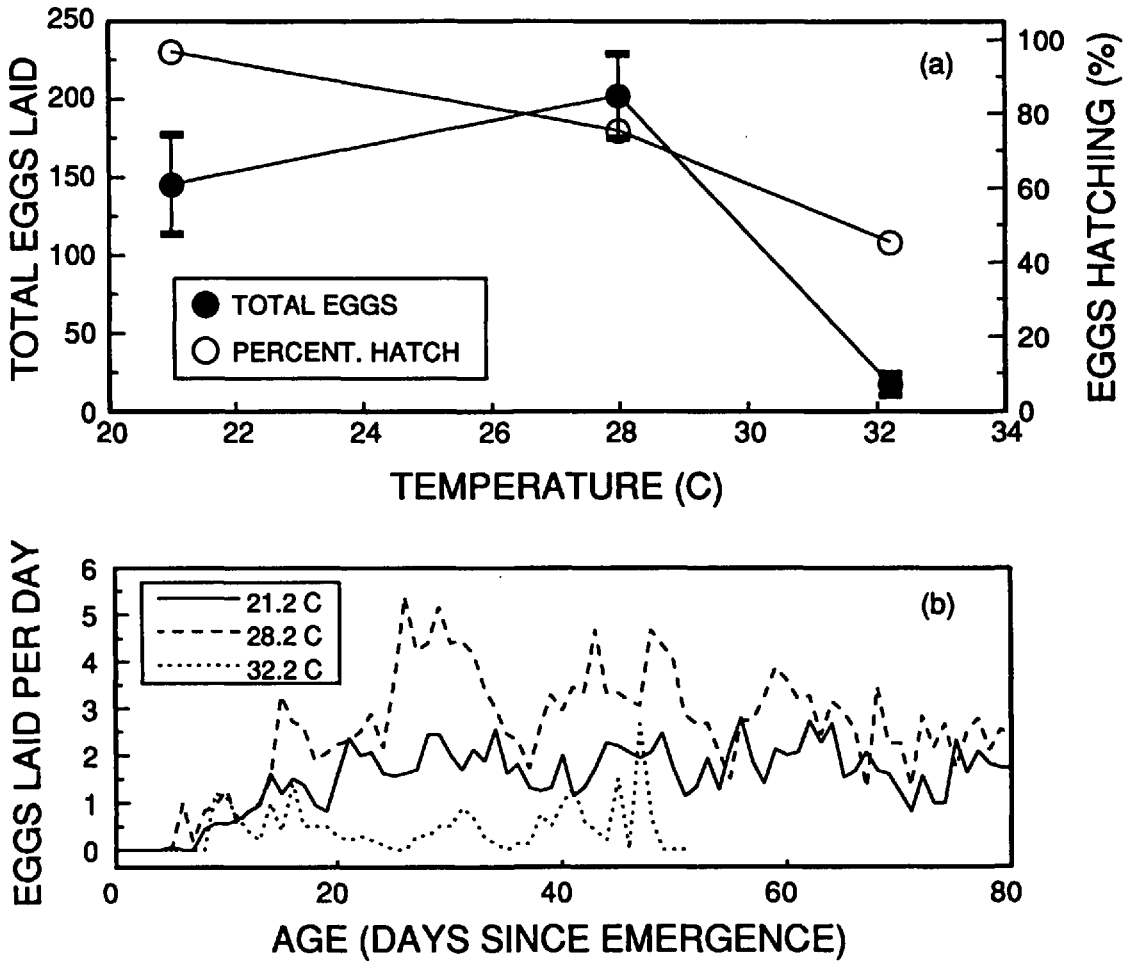 (a)
TOTAL EGGS LAID
250
200
150
100
50
0
EGGS HATCHING (%)
100
80
60
40
20
0
TOTAL EGGS
PERCENT. HATCH
20 22 24 26 28 30 32 34
TEMPERATURE (C)
(b)
EGGS LAID PER DAY
6
5
4
3
2
1
0
21.2 C
28.2 C
32.2 C
0 20 40 60 80
AGE (DAYS SINCE EMERGENCE)